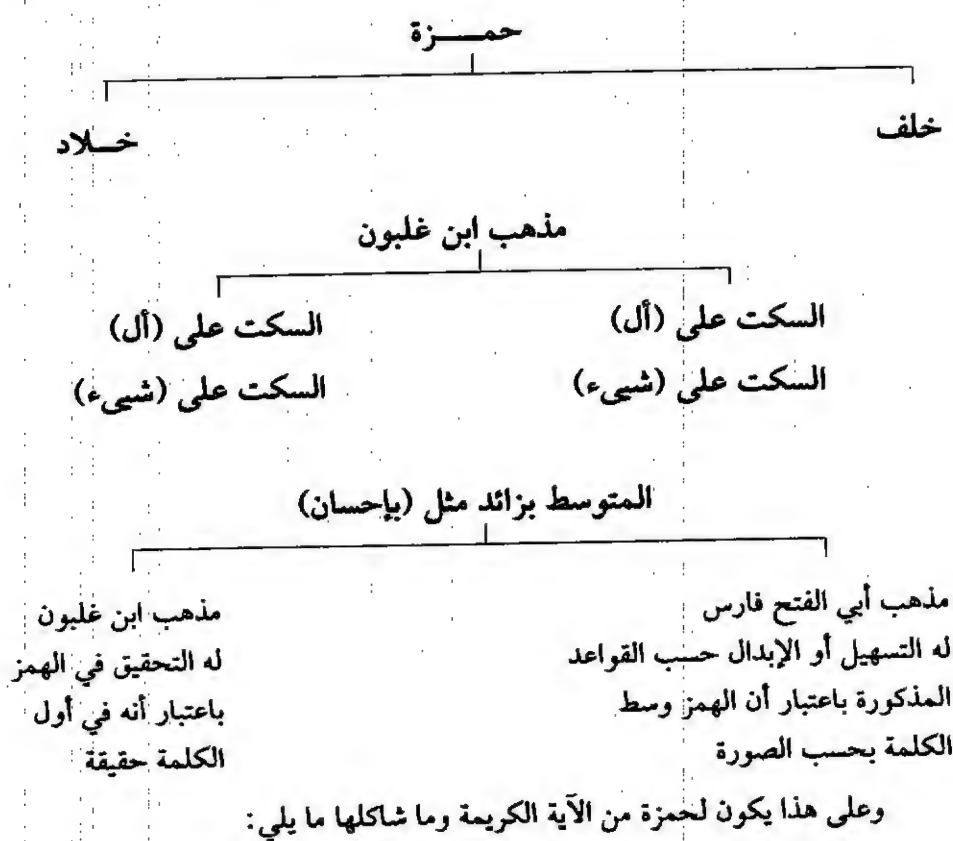 حمـــزة
خلف
خـــلاد
مذهب ابن غلبون
السكت على (أل)
السكت على (شيىء)
السكت على (أل)
السكت على (شيىء)
المتوسط بزائد مثل (بإحسان)
مذهب أبي الفتح فارس
له التسهيل أو الإبدال حسب القواعد
المذكورة باعتبار أن الهمز وسط
الكلمة بحسب الصورة
مذهب ابن غلبون
له التحقيق في الهمز
باعتبار أنه في أول
الكلمة حقيقة
وعلى هذا يكون لحمزة من الآية الكريمة وما شاكلها ما يلي: